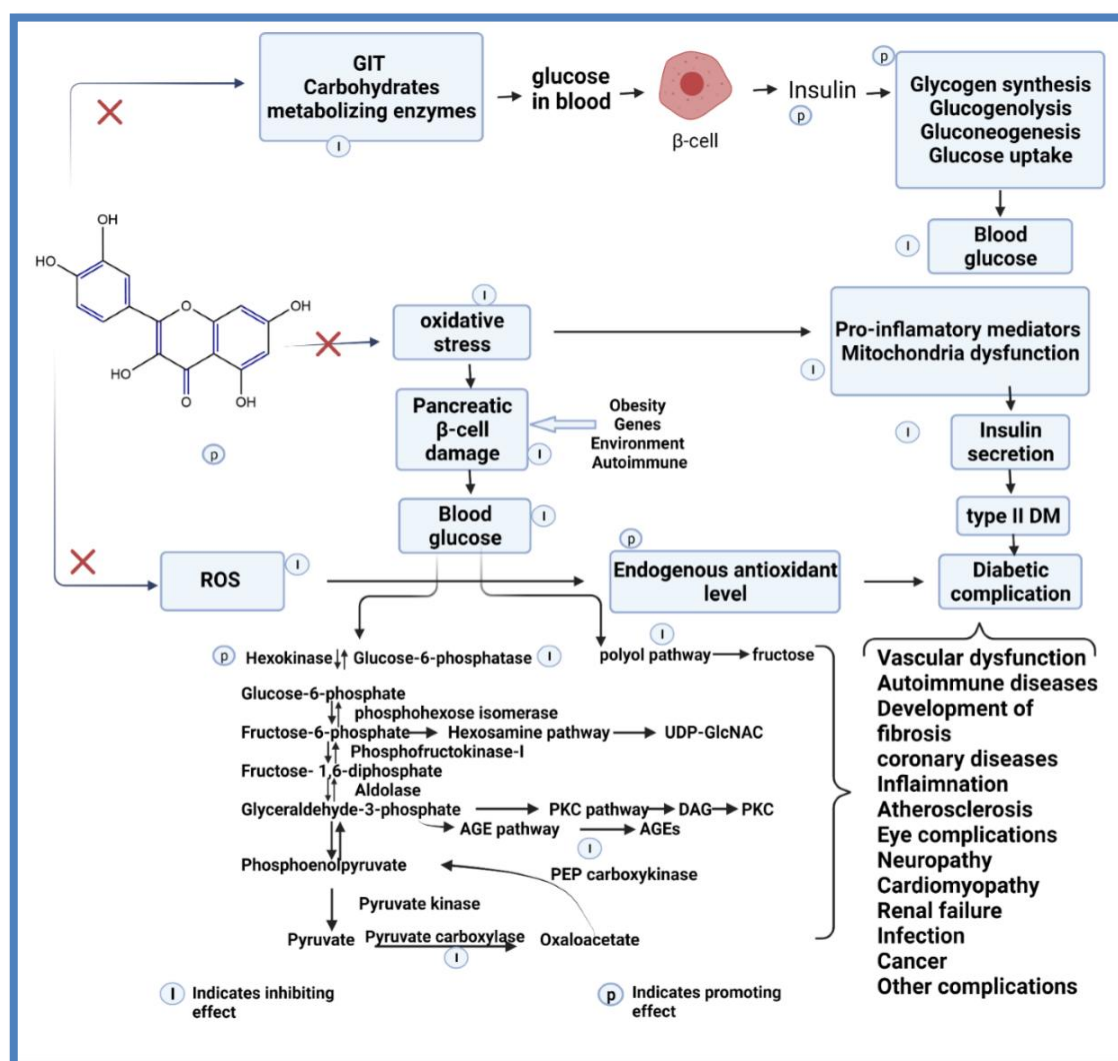 GIT
Carbohydrates
metabolizing enzymes
I
glucose
in blood
β-cell
Insulin
p
p
Glycogen synthesis
Glucogenolysis
Gluconeogenesis
Glucose uptake
I
Blood
glucose
OH
HO
HO
O
OH
HO
O
OH
p
I
oxidative
stress
Pro-inflamatory mediators
Mitochondria dysfunction
I
Pancreatic
β-cell
damage
I
Obesity
Genes
Environment
Autoimmune
I
Insulin
secretion
Blood
glucose
I
type II DM
ROS
I
p
Endogenous antioxidant
level
Diabetic
complication
p
Hexokinase
Glucose-6-phosphatase
I
I
polyol pathway
fructose
Glucose-6-phosphate
phosphohexose isomerase
Fructose-6-phosphate
Hexosamine pathway
UDP-GlcNAC
Phosphofructokinase-I
Fructose- 1,6-diphosphate
Aldolase
Glyceraldehyde-3-phosphate
PKC pathway
DAG
PKC
AGE pathway
AGEs
I
Phosphoenolpyruvate
PEP carboxykinase
Pyruvate kinase
Pyruvate
Pyruvate carboxylase
Oxaloacetate
I
Vascular dysfunction
Autoimmune diseases
Development of
fibrosis
coronary diseases
Inflaimnation
Atherosclerosis
Eye complications
Neuropathy
Cardiomyopathy
Renal failure
Infection
Cancer
Other complications
I Indicates inhibiting
effect
p Indicates promoting
effect